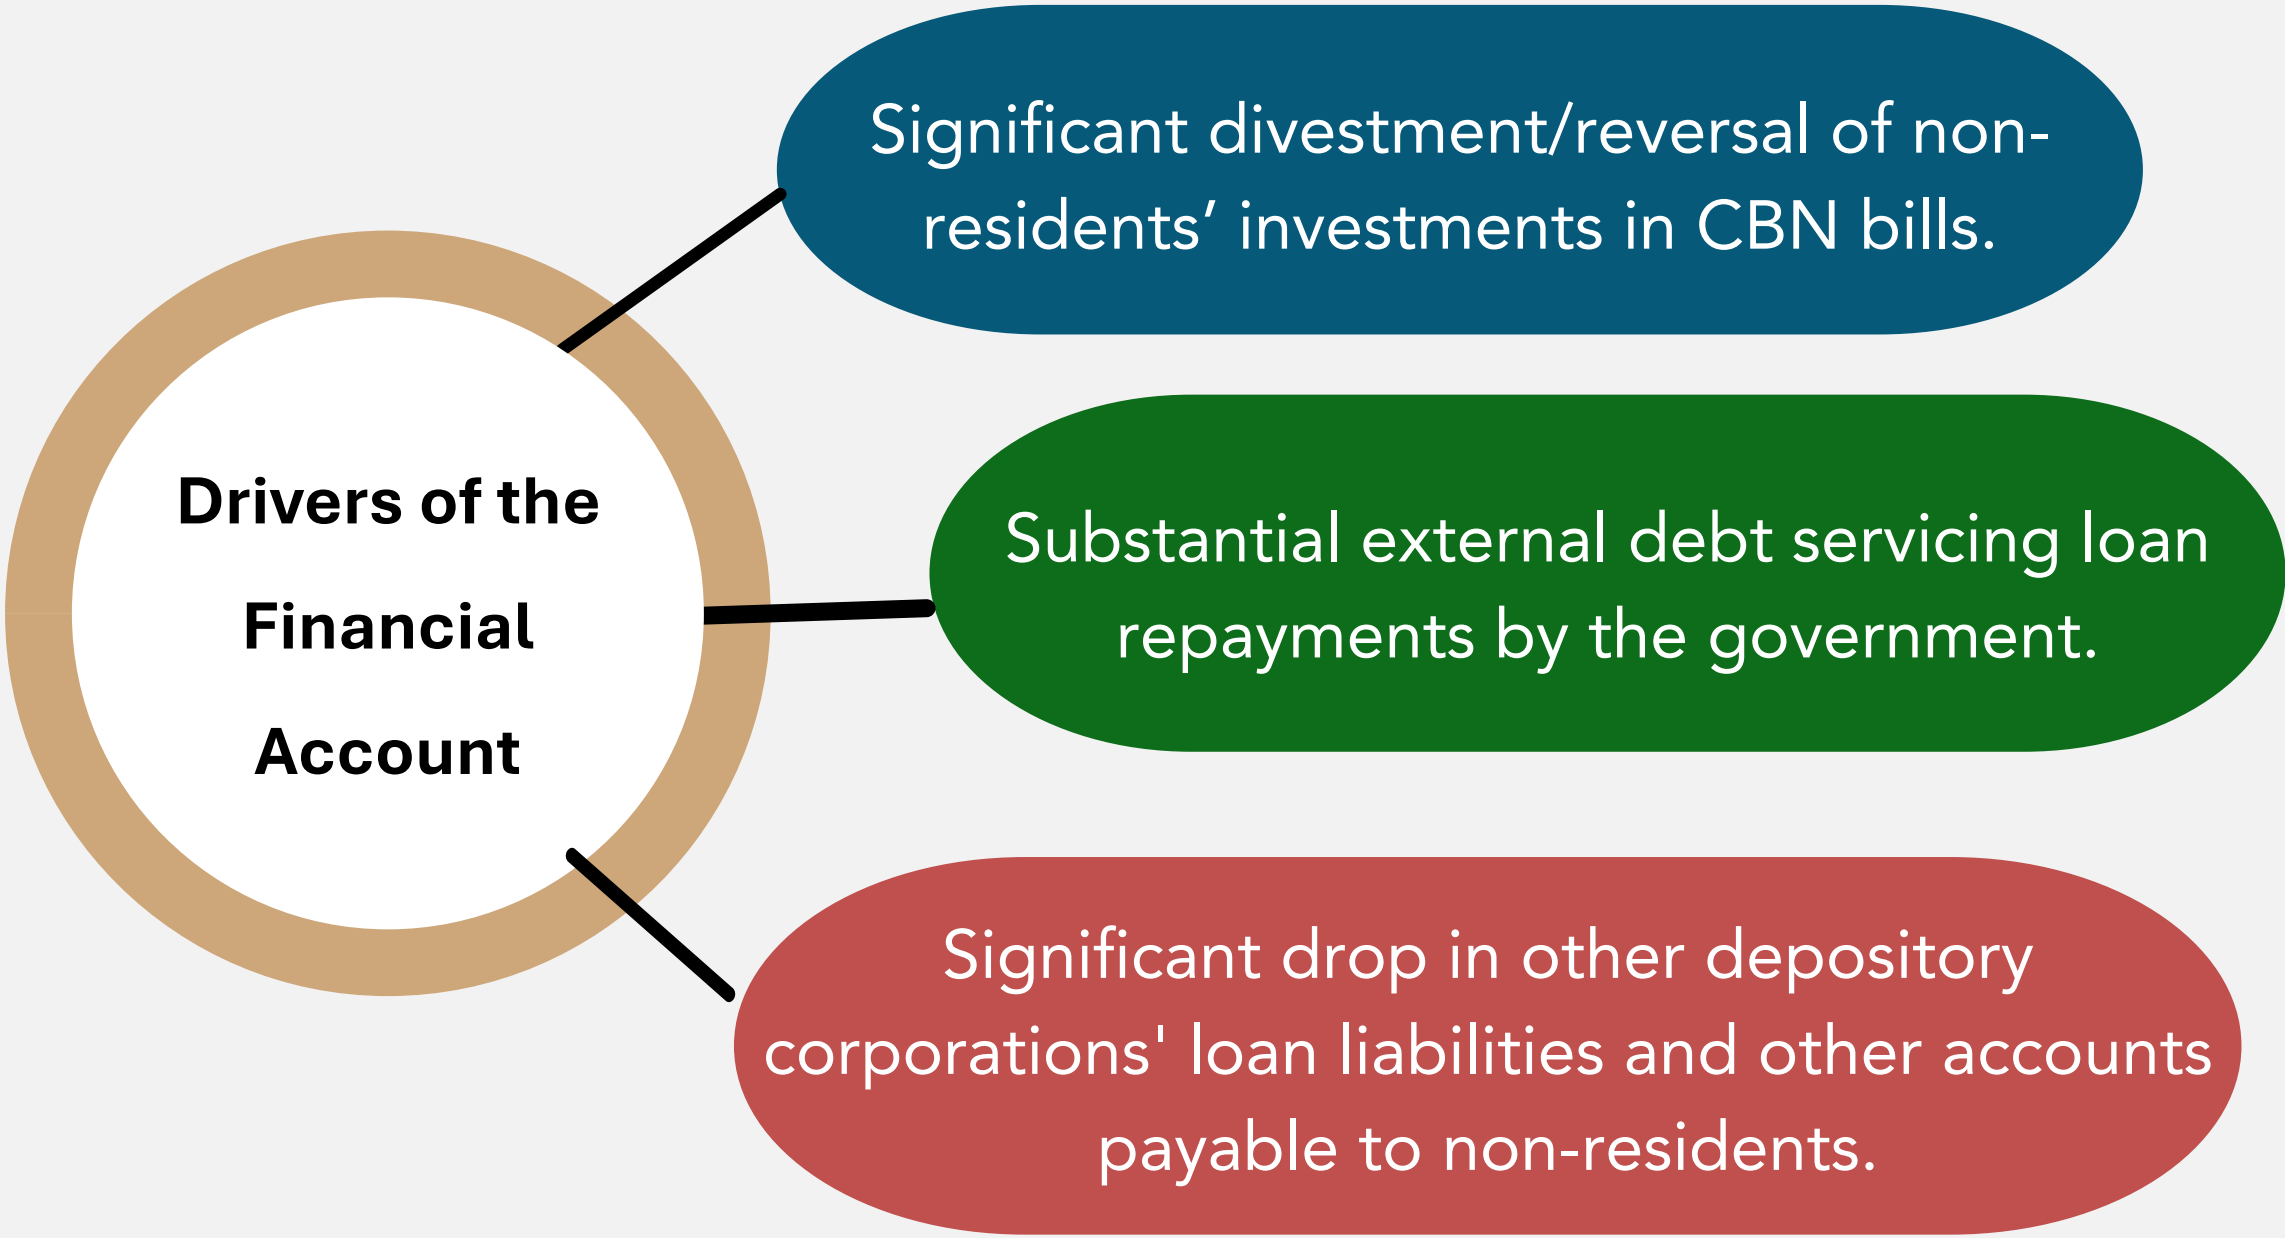 Drivers of the
Financial
Account
Significant divestment/reversal of non-
residents’ investments in CBN bills.
Substantial external debt servicing loan
repayments by the government.
Significant drop in other depository
corporations' loan liabilities and other accounts
payable to non-residents.